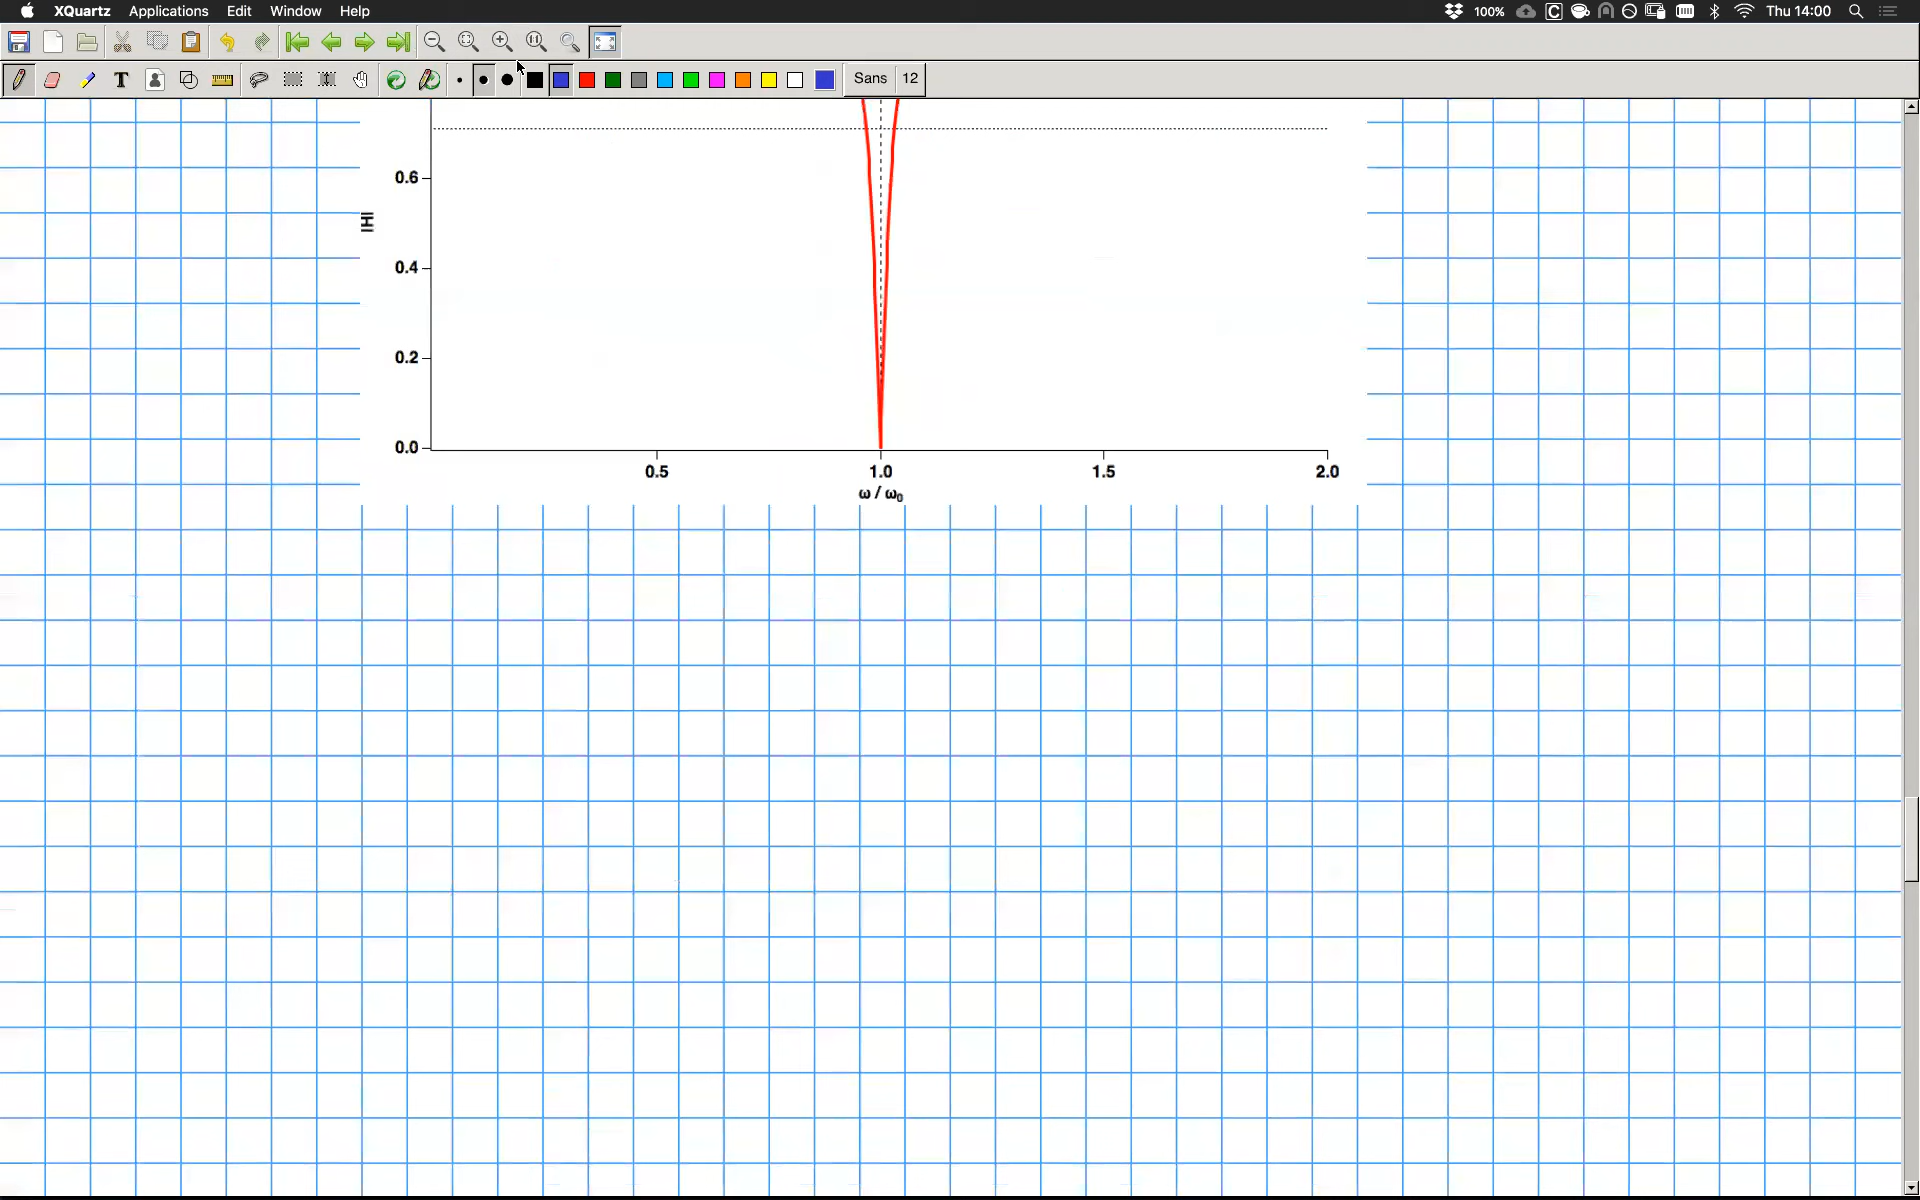 XQuartz Applications Edit Window Help
100% Thu 14:00
Sans 12
0.6
|H|
0.4
0.2
0.0
0.5 1.0 1.5 2.0
ω / ω₀